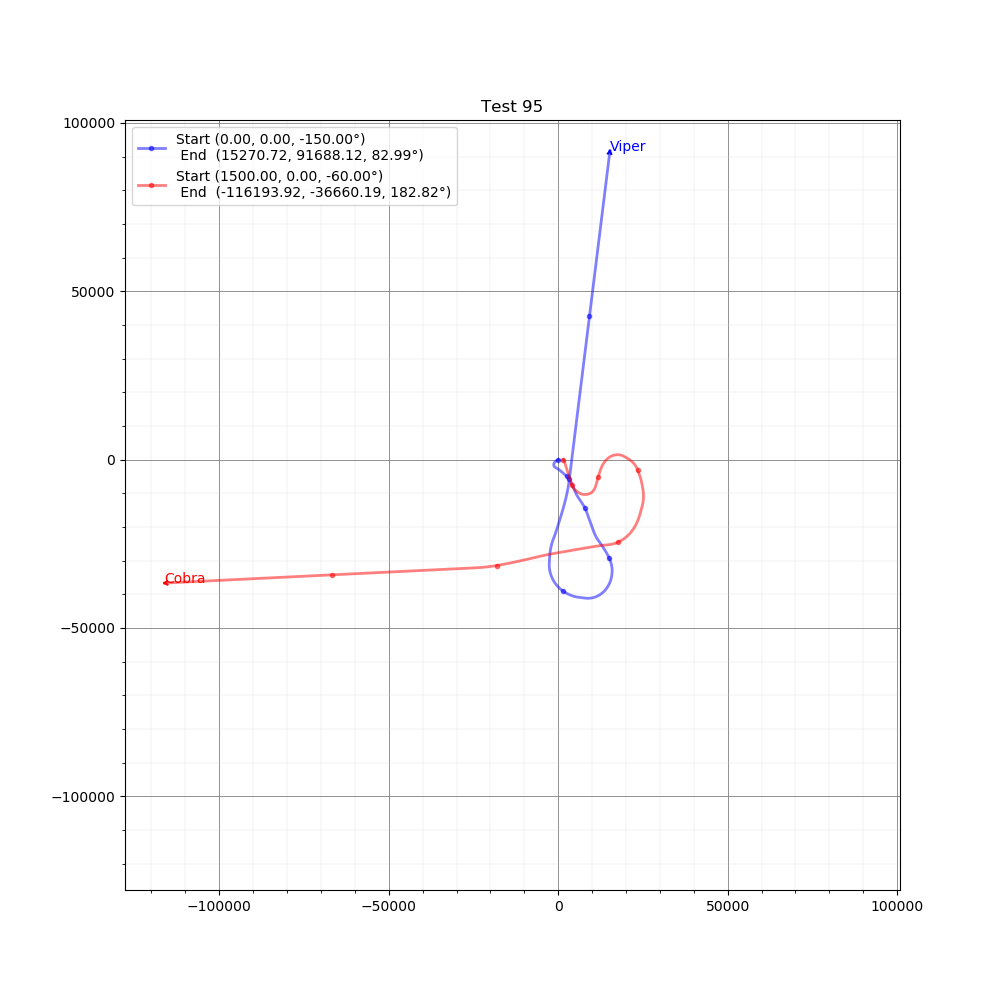 Test 95
100000
50000
0
−50000
−100000
Start (0.00, 0.00, -150.00°)
End (15270.72, 91688.12, 82.99°)
Start (1500.00, 0.00, -60.00°)
End (-116193.92, -36660.19, 182.82°)
Viper
Cobra
−100000
−50000
0
50000
100000